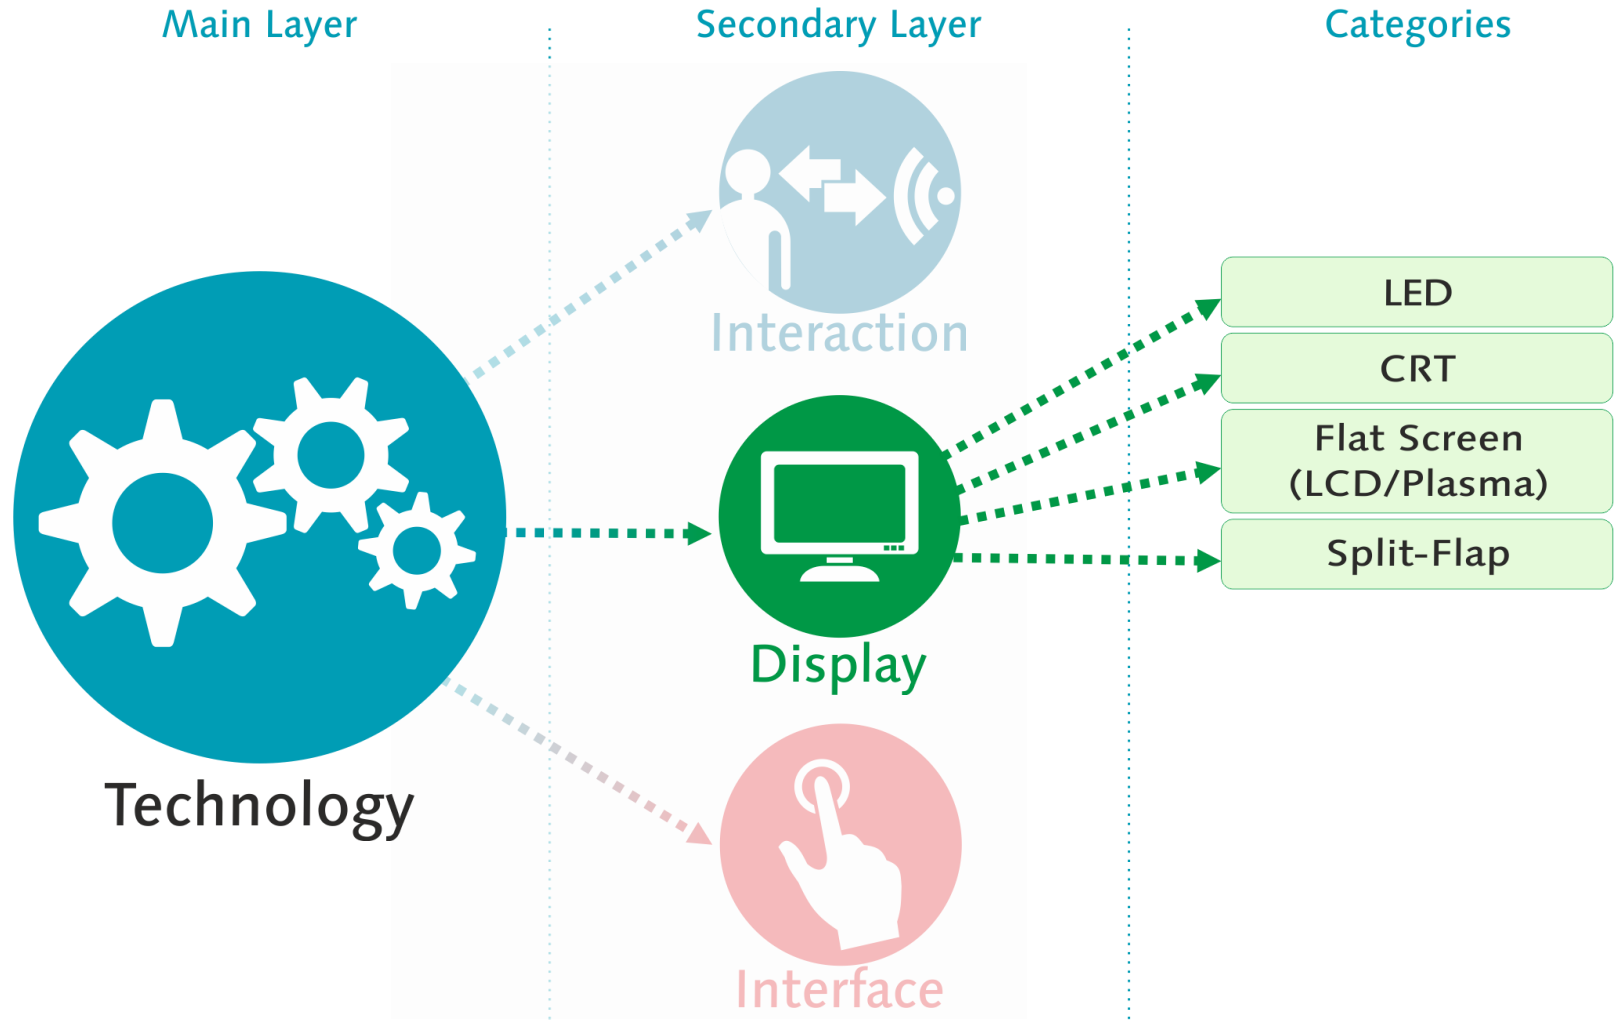 Main Layer
Secondary Layer
Categories
Interaction
LED
CRT
Flat Screen
(LCD/Plasma)
Split-Flap
Display
Technology
Interface